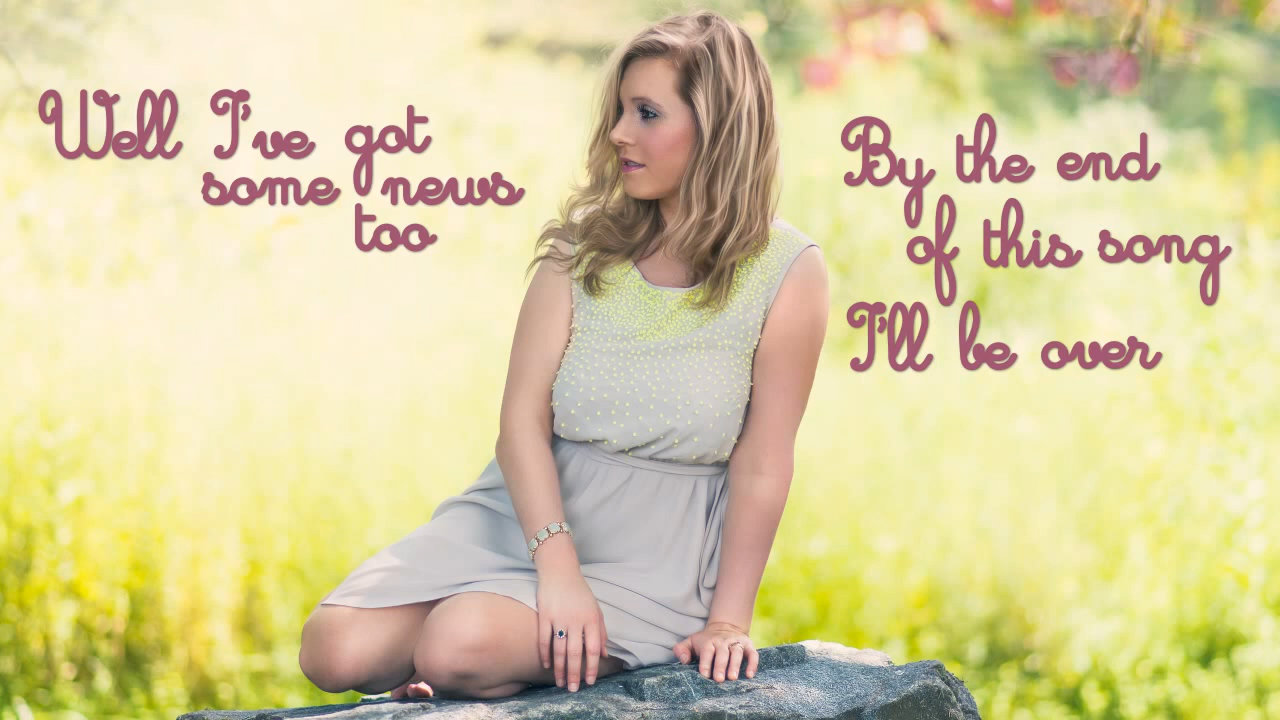 Well I've got
some news
too
By the end
of this song
I'll be over